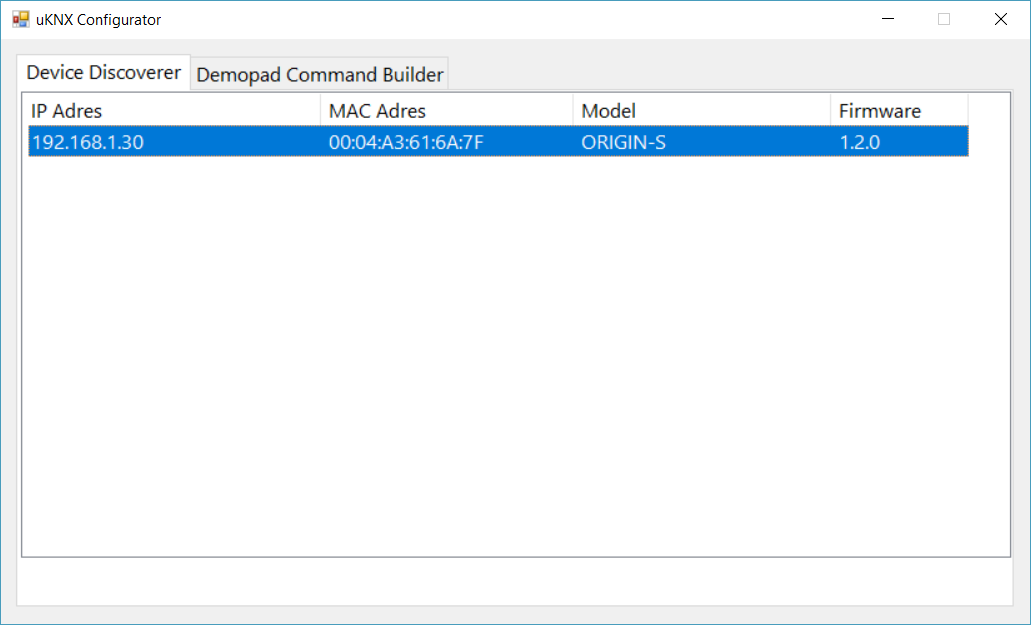 uKNX Configurator
Device Discoverer Demopad Command Builder
IP Adres MAC Adres Model Firmware
192.168.1.30 00:04:A3:61:6A:7F ORIGIN-S 1.2.0